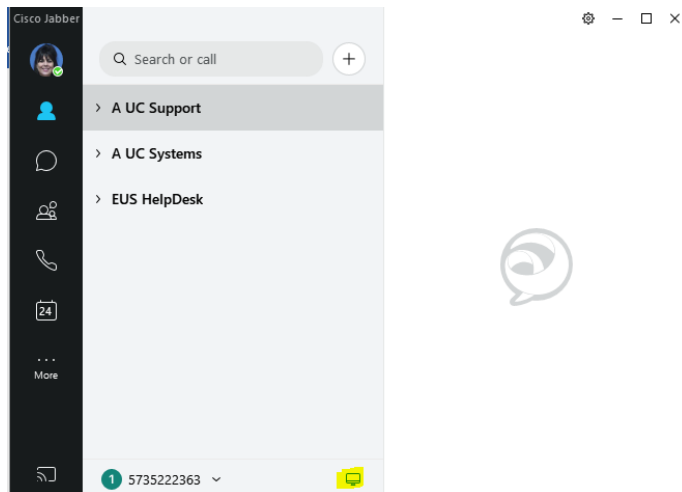 Cisco Jabber
Search or call
A UC Support
A UC Systems
EUS HelpDesk
24
More
1 5735222363